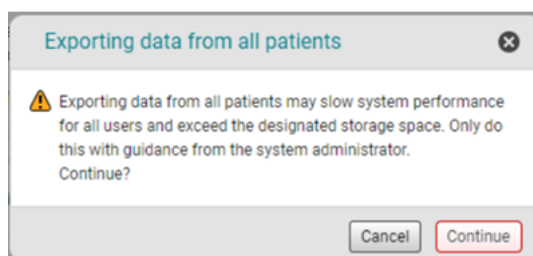 Exporting data from all patients
Exporting data from all patients may slow system performance
for all users and exceed the designated storage space. Only do
this with guidance from the system administrator.
Continue?
Cancel Continue